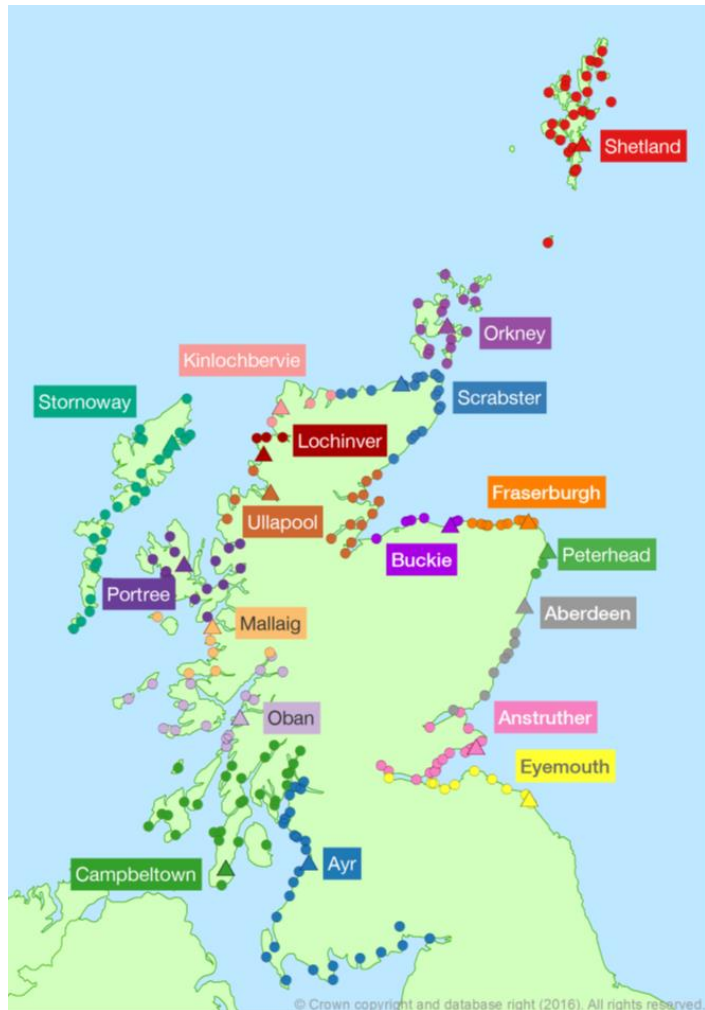 Shetland
Orkney
Kinlochbervie
Stornoway
Scrabster
Lochinver
Fraserburgh
Ullapool
Buckie
Peterhead
Portree
Aberdeen
Mallaig
Oban
Anstruther
Eyemouth
Campbeltown
Ayr
© Crown copyright and database right (2016). All rights reserved.